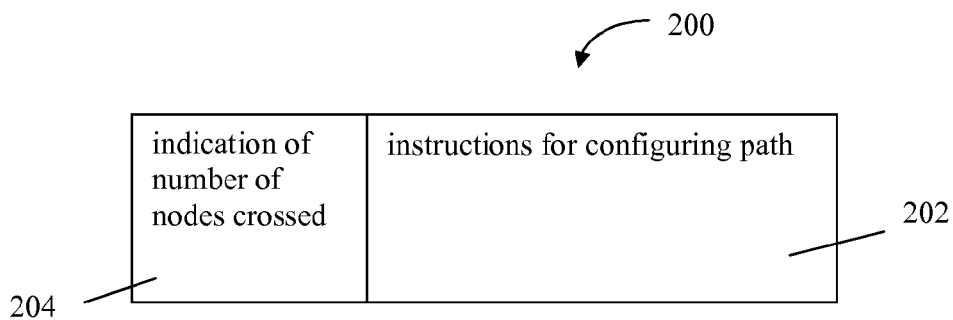 200
indication of
number of
nodes crossed
instructions for configuring path
202
204